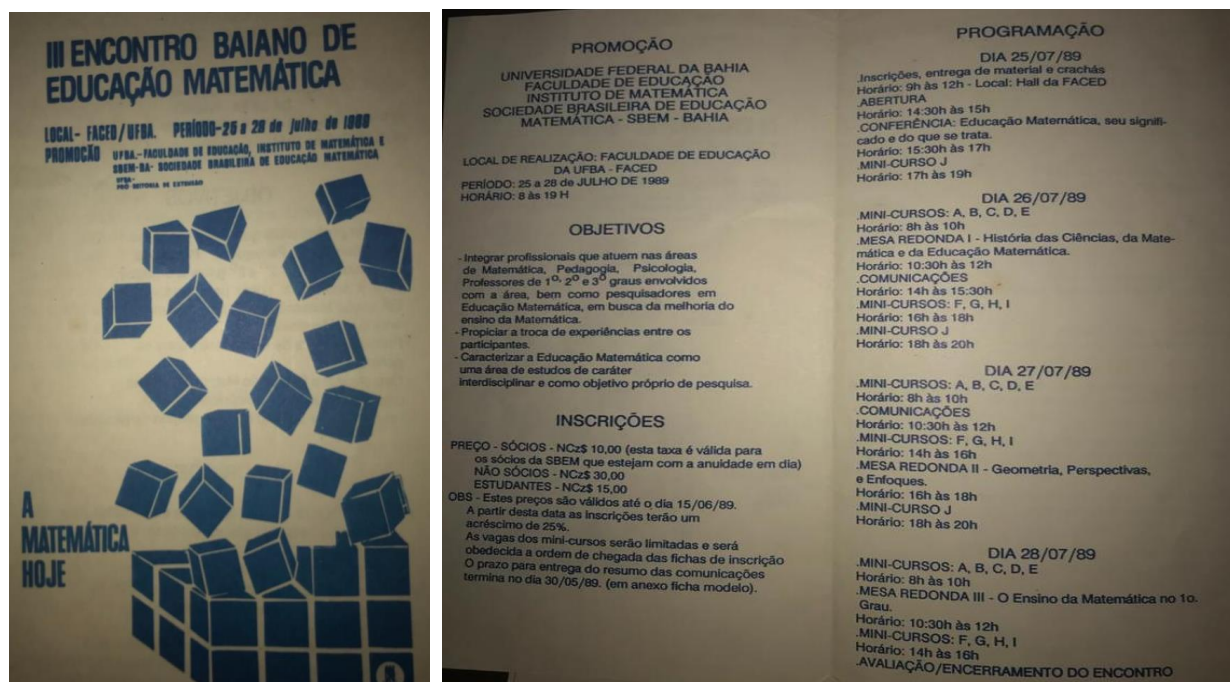 III ENCONTRO BAIANO DE
EDUCAÇÃO MATEMÁTICA
LOCAL- FACED/UFBA. PERÍODO-25 a 28 de julho de 1989
PROMOÇÃO UFBA.-FACULDADE DE EDUCAÇÃO, INSTITUTO DE MATEMÁTICA E
SBEM-BA- SOCIEDADE BRASILEIRA DE EDUCAÇÃO MATEMÁTICA
UFBA-
PRÓ REITORIA DE EXTENSÃO
A
MATEMÁTICA
HOJE
PROMOÇÃO
UNIVERSIDADE FEDERAL DA BAHIA
FACULDADE DE EDUCAÇÃO
INSTITUTO DE MATEMÁTICA
SOCIEDADE BRASILEIRA DE EDUCAÇÃO
MATEMÁTICA - SBEM - BAHIA
LOCAL DE REALIZAÇÃO: FACULDADE DE EDUCAÇÃO
DA UFBA - FACED
PERÍODO: 25 a 28 de JULHO DE 1989
HORÁRIO: 8 às 19 H
OBJETIVOS
- Integrar profissionais que atuem nas áreas
de Matemática, Pedagogia, Psicologia,
Professores de 1º, 2º e 3º graus envolvidos
com a área, bem como pesquisadores em
Educação Matemática, em busca da melhoria do
ensino da Matemática.
- Propiciar a troca de experiências entre os
participantes.
- Caracterizar a Educação Matemática como
uma área de estudos de caráter
interdisciplinar e como objetivo próprio de pesquisa.
INSCRIÇÕES
PREÇO - SÓCIOS - NCz$ 10,00 (esta taxa é válida para
os sócios da SBEM que estejam com a anuidade em dia)
NÃO SÓCIOS - NCz$ 30,00
ESTUDANTES - NCz$ 15,00
OBS - Estes preços são válidos até o dia 15/06/89.
A partir desta data as inscrições terão um
acréscimo de 25%.
As vagas dos mini-cursos serão limitadas e será
obedecida a ordem de chegada das fichas de inscrição
O prazo para entrega do resumo das comunicações
termina no dia 30/05/89. (em anexo ficha modelo).
PROGRAMAÇÃO
DIA 25/07/89
.Inscrições, entrega de material e crachás
Horário: 9h às 12h - Local: Hall da FACED
.ABERTURA
Horário: 14:30h às 15h
.CONFERÊNCIA: Educação Matemática, seu signifi-
cado e do que se trata.
Horário: 15:30h às 17h
.MINI-CURSO J
Horário: 17h às 19h
DIA 26/07/89
.MINI-CURSOS: A, B, C, D, E
Horário: 8h às 10h
.MESA REDONDA I - História das Ciências, da Mate-
mática e da Educação Matemática.
Horário: 10:30h às 12h
.COMUNICAÇÕES
Horário: 14h às 15:30h
.MINI-CURSOS: F, G, H, I
Horário: 16h às 18h
.MINI-CURSO J
Horário: 18h às 20h
DIA 27/07/89
.MINI-CURSOS: A, B, C, D, E
Horário: 8h às 10h
.COMUNICAÇÕES
Horário: 10:30h às 12h
.MINI-CURSOS: F, G, H, I
Horário: 14h às 16h
.MESA REDONDA II - Geometria, Perspectivas,
e Enfoques.
Horário: 16h às 18h
.MINI-CURSO J
Horário: 18h às 20h
DIA 28/07/89
.MINI-CURSOS: A, B, C, D, E
Horário: 8h às 10h
.MESA REDONDA III - O Ensino da Matemática no 1o.
Grau.
Horário: 10:30h às 12h
.MINI-CURSOS: F, G, H, I
Horário: 14h às 16h
.AVALIAÇÃO/ENCERRAMENTO DO ENCONTRO